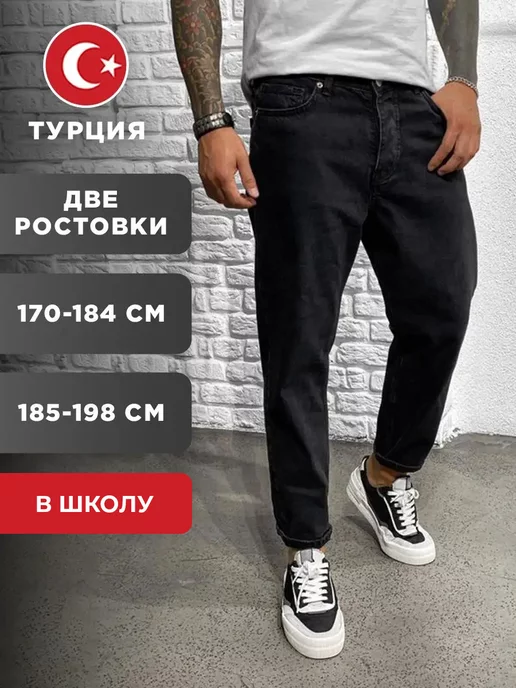 ТУРЦИЯ
ДВЕ
РОСТОВКИ
170-184 СМ
185-198 СМ
В ШКОЛУ